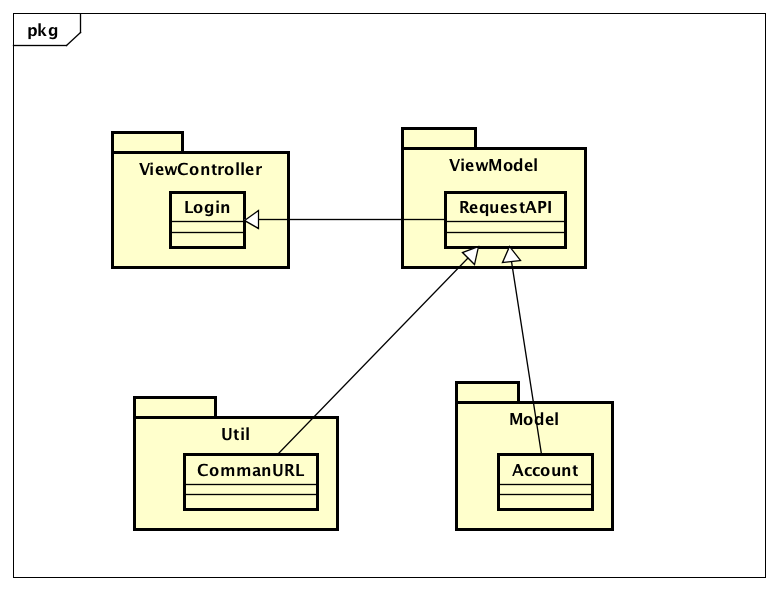 pkg
ViewController
Login
ViewModel
RequestAPI
Util
CommanURL
Model
Account